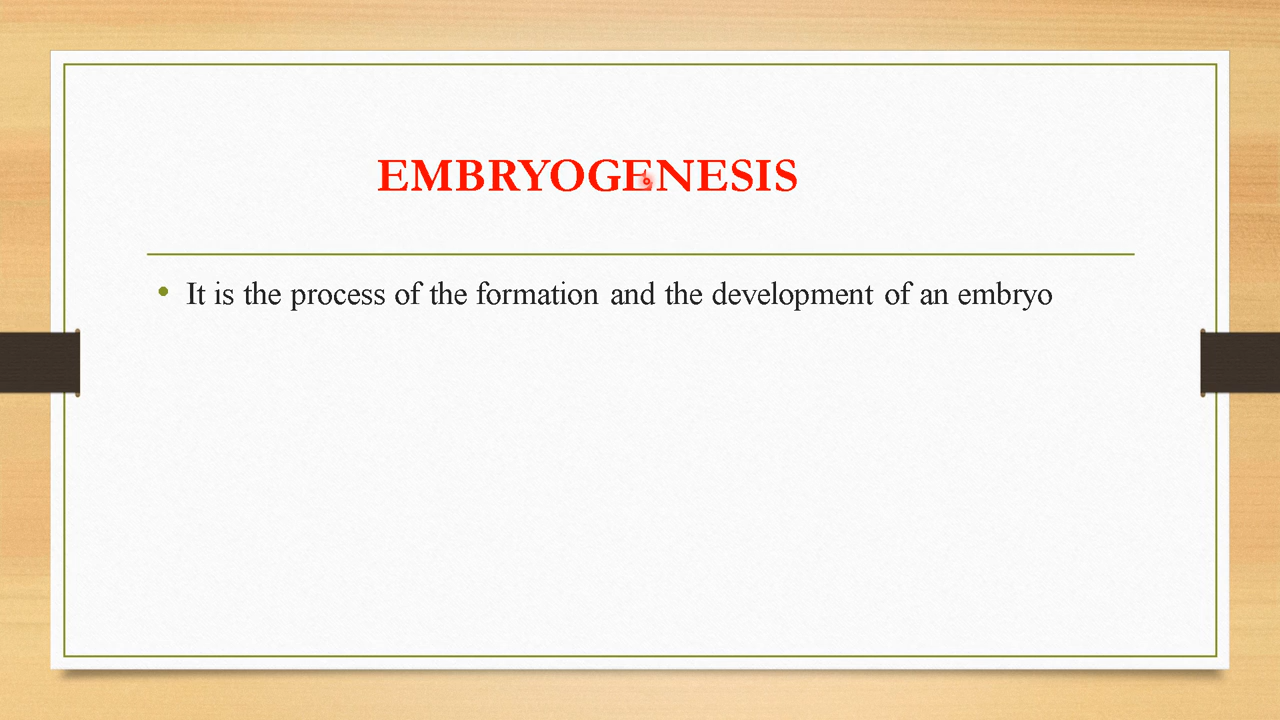 EMBRYOGENESIS
• It is the process of the formation and the development of an embryo